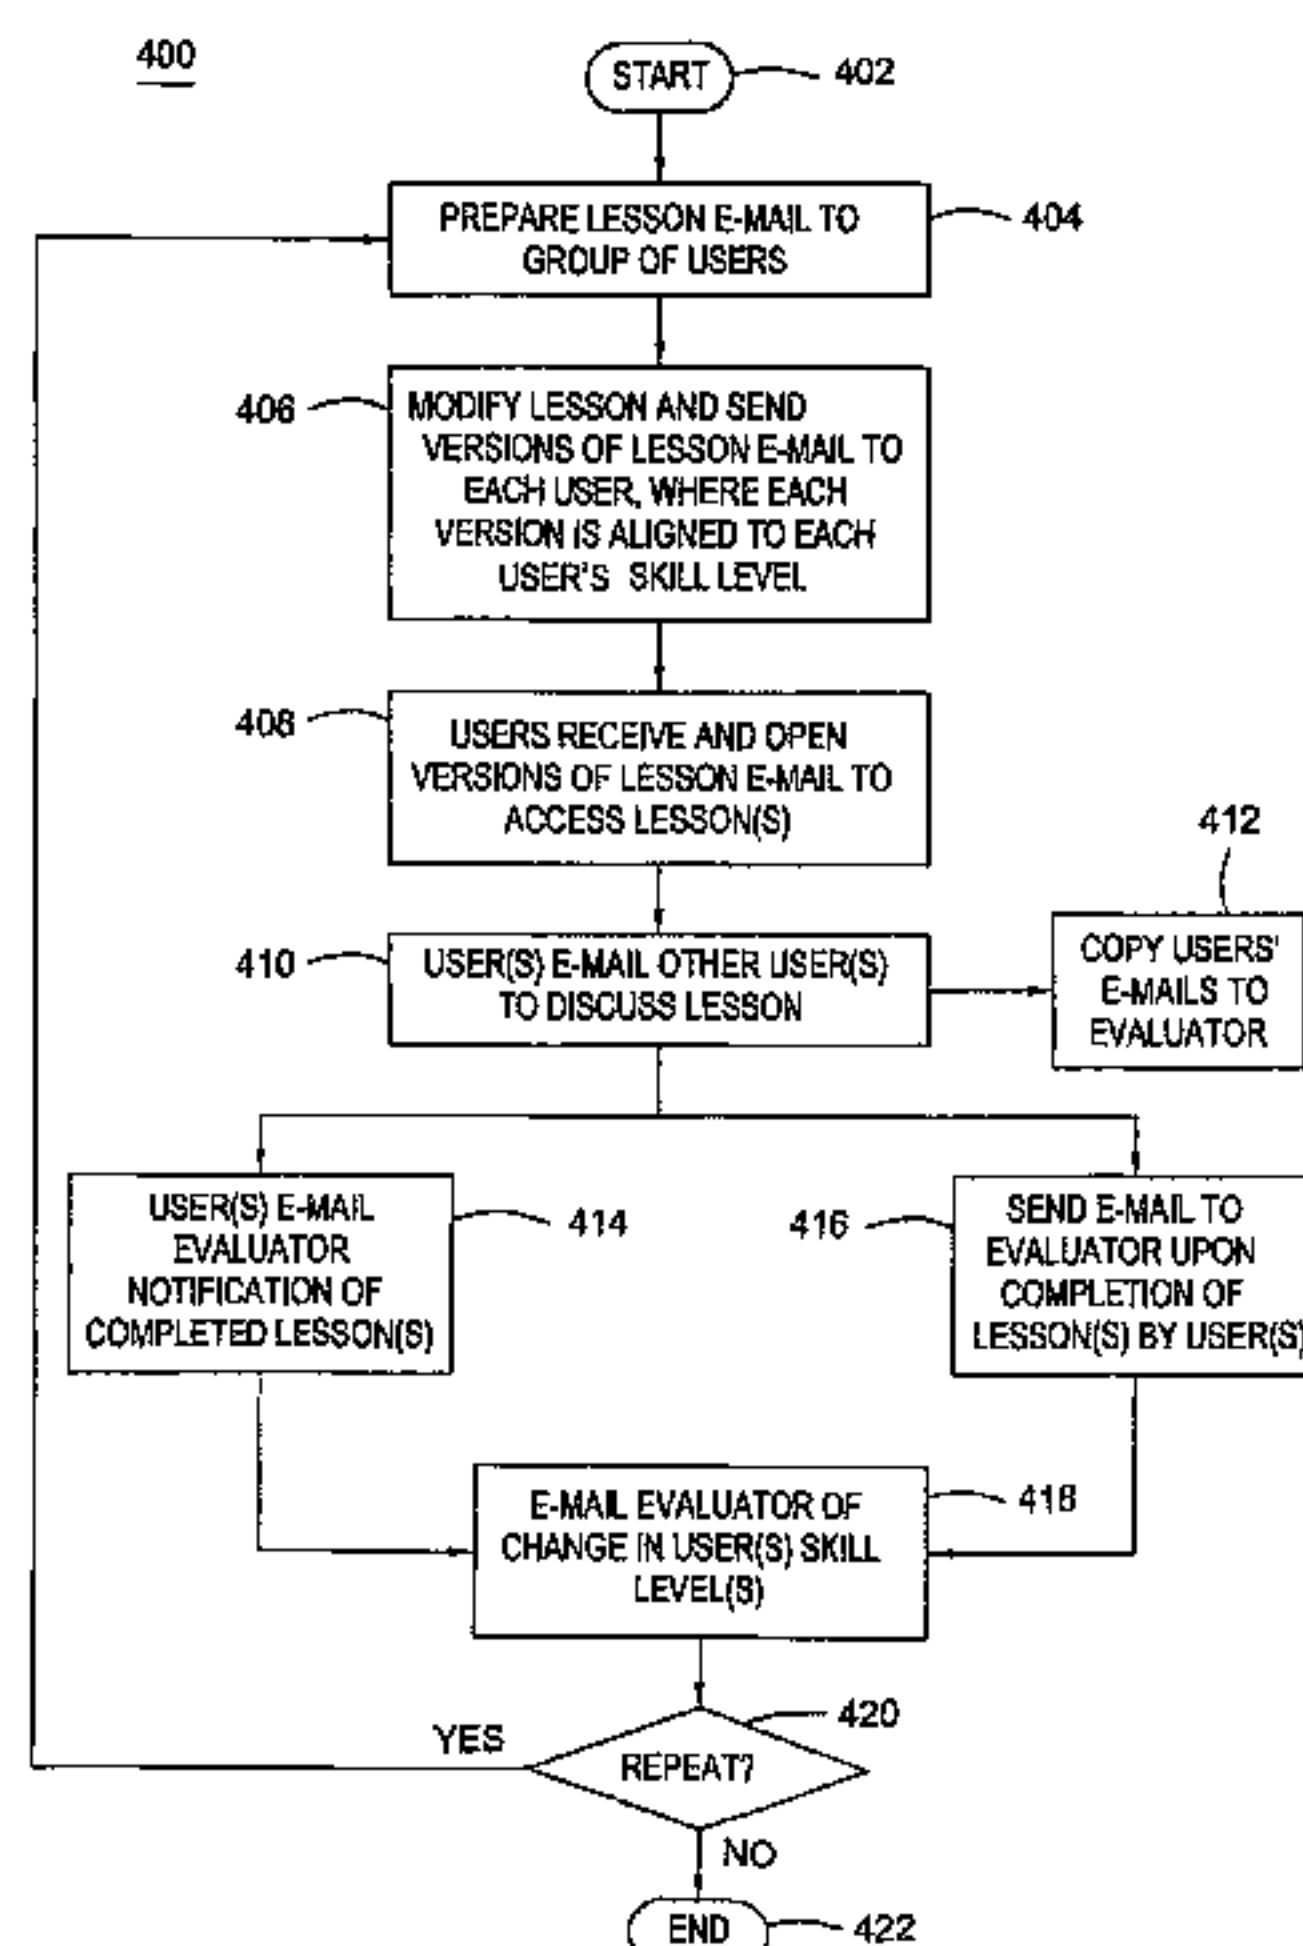 400
START
402
PREPARE LESSON E-MAIL TO
GROUP OF USERS
404
406
MODIFY LESSON AND SEND
VERSIONS OF LESSON E-MAIL TO
EACH USER, WHERE EACH
VERSION IS ALIGNED TO EACH
USER'S SKILL LEVEL
408
USERS RECEIVE AND OPEN
VERSIONS OF LESSON E-MAIL TO
ACCESS LESSON(S)
410
USER(S) E-MAIL OTHER USER(S)
TO DISCUSS LESSON
412
COPY USERS'
E-MAILS TO
EVALUATOR
USER(S) E-MAIL
EVALUATOR
NOTIFICATION OF
COMPLETED LESSON(S)
414
416
SEND E-MAIL TO
EVALUATOR UPON
COMPLETION OF
LESSON(S) BY USER(S)
E-MAIL EVALUATOR OF
CHANGE IN USER(S) SKILL
LEVEL(S)
418
420
YES
REPEAT?
NO
END
422